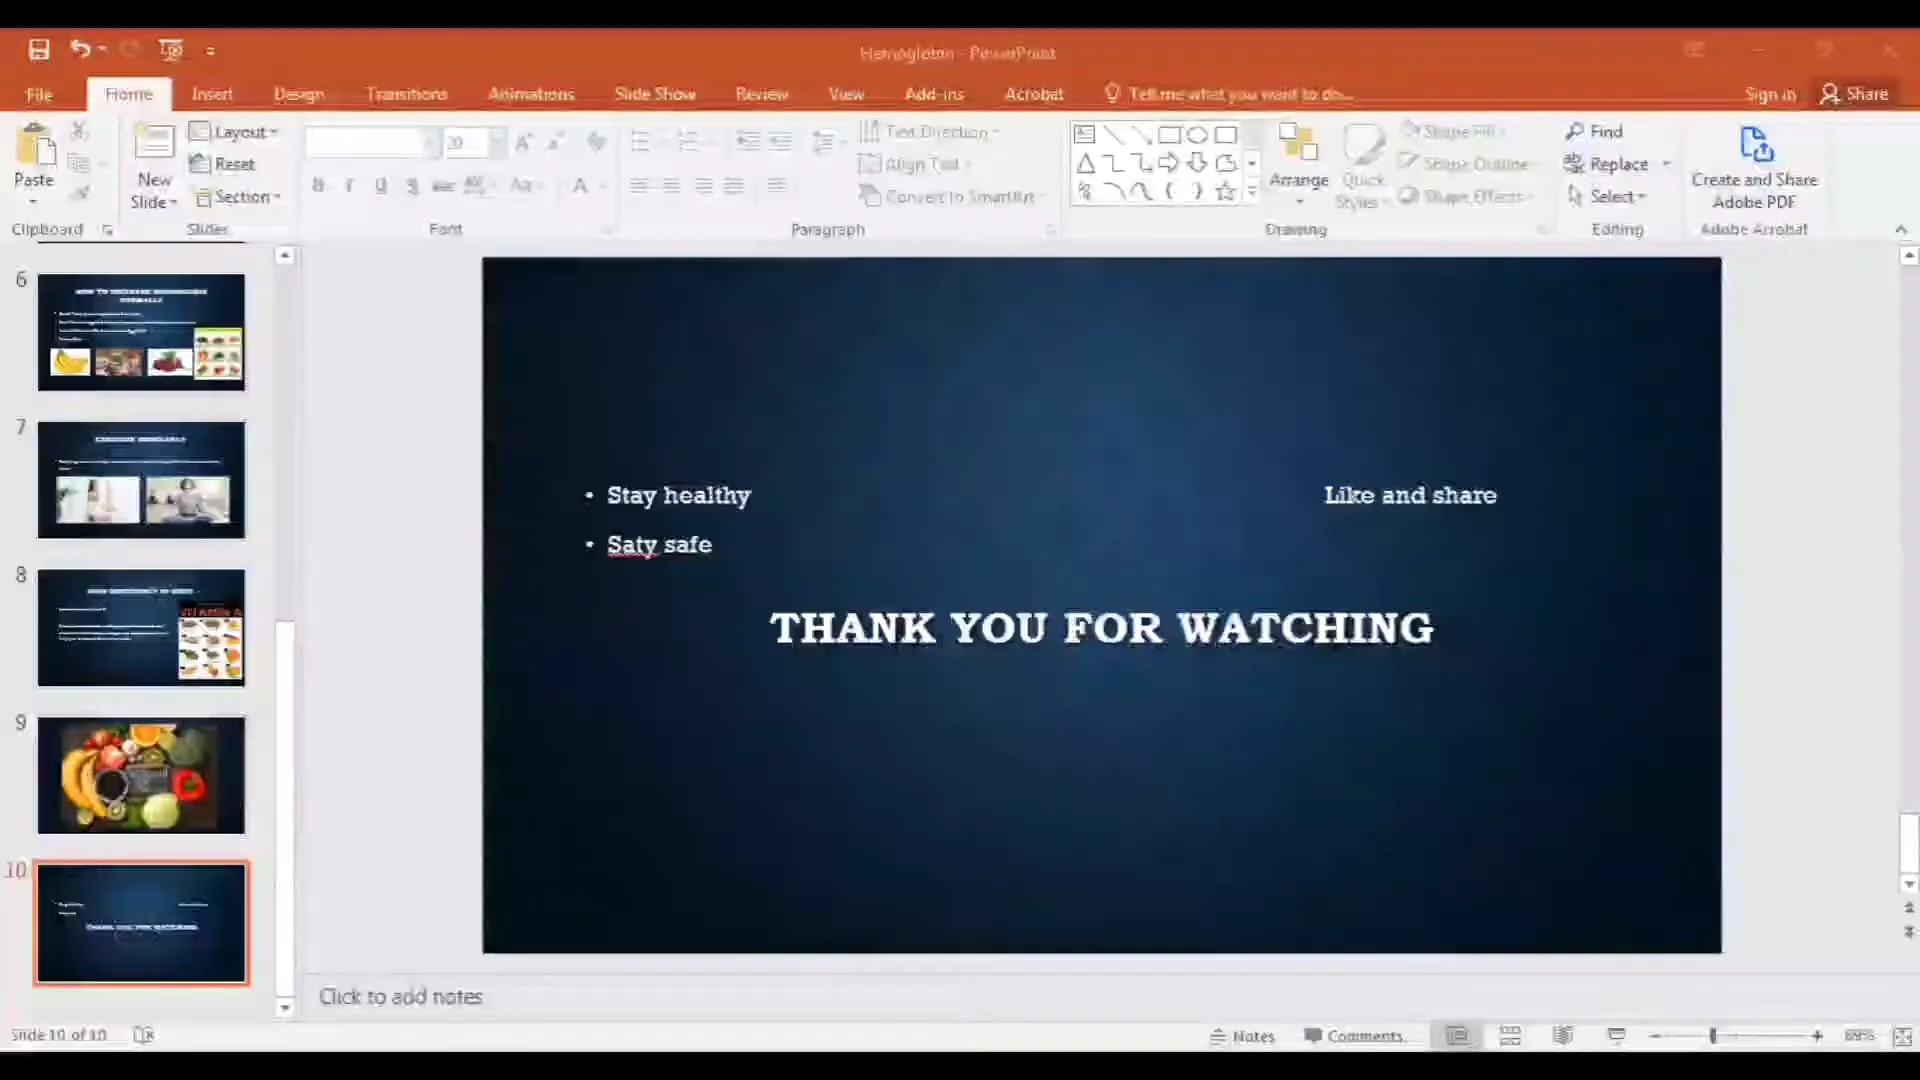 Hemoglobin - PowerPoint
File Home Insert Design Transitions Animations Slide Show Review View Add-ins Acrobat Tell me what you want to do... Sign in Share
Paste
Clipboard
New Slide
Layout
Reset
Section
Slides
20
Font
Text Direction
Align Text
Convert to SmartArt
Paragraph
Arrange
Quick Styles
Shape Fill
Shape Outline
Shape Effects
Drawing
Find
Replace
Select
Editing
Create and Share
Adobe PDF
Adobe Acrobat
6
7
8
9
10
• Stay healthy
Like and share
• Saty safe
THANK YOU FOR WATCHING
Click to add notes
Slide 10 of 10
Notes Comments